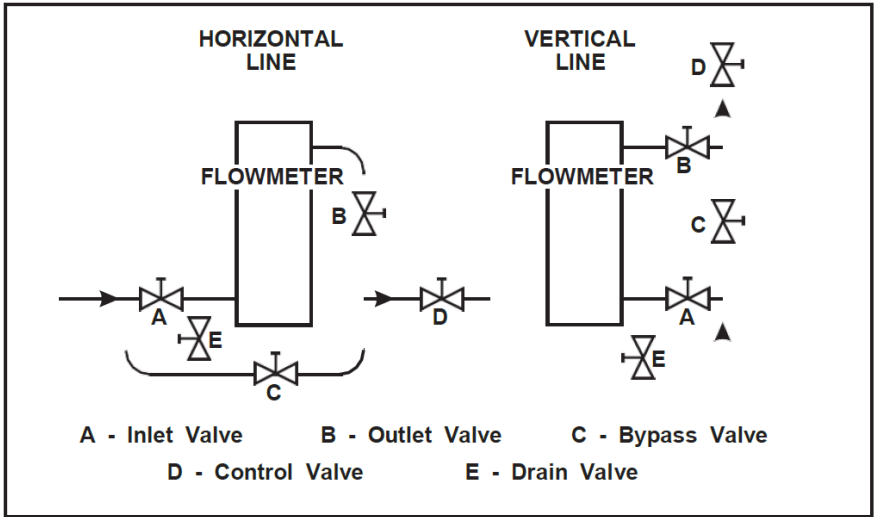 HORIZONTAL
LINE
FLOWMETER
B
A
E
D
C
VERTICAL
LINE
D
B
FLOWMETER
C
A
E
A - Inlet Valve B - Outlet Valve C - Bypass Valve
D - Control Valve E - Drain Valve